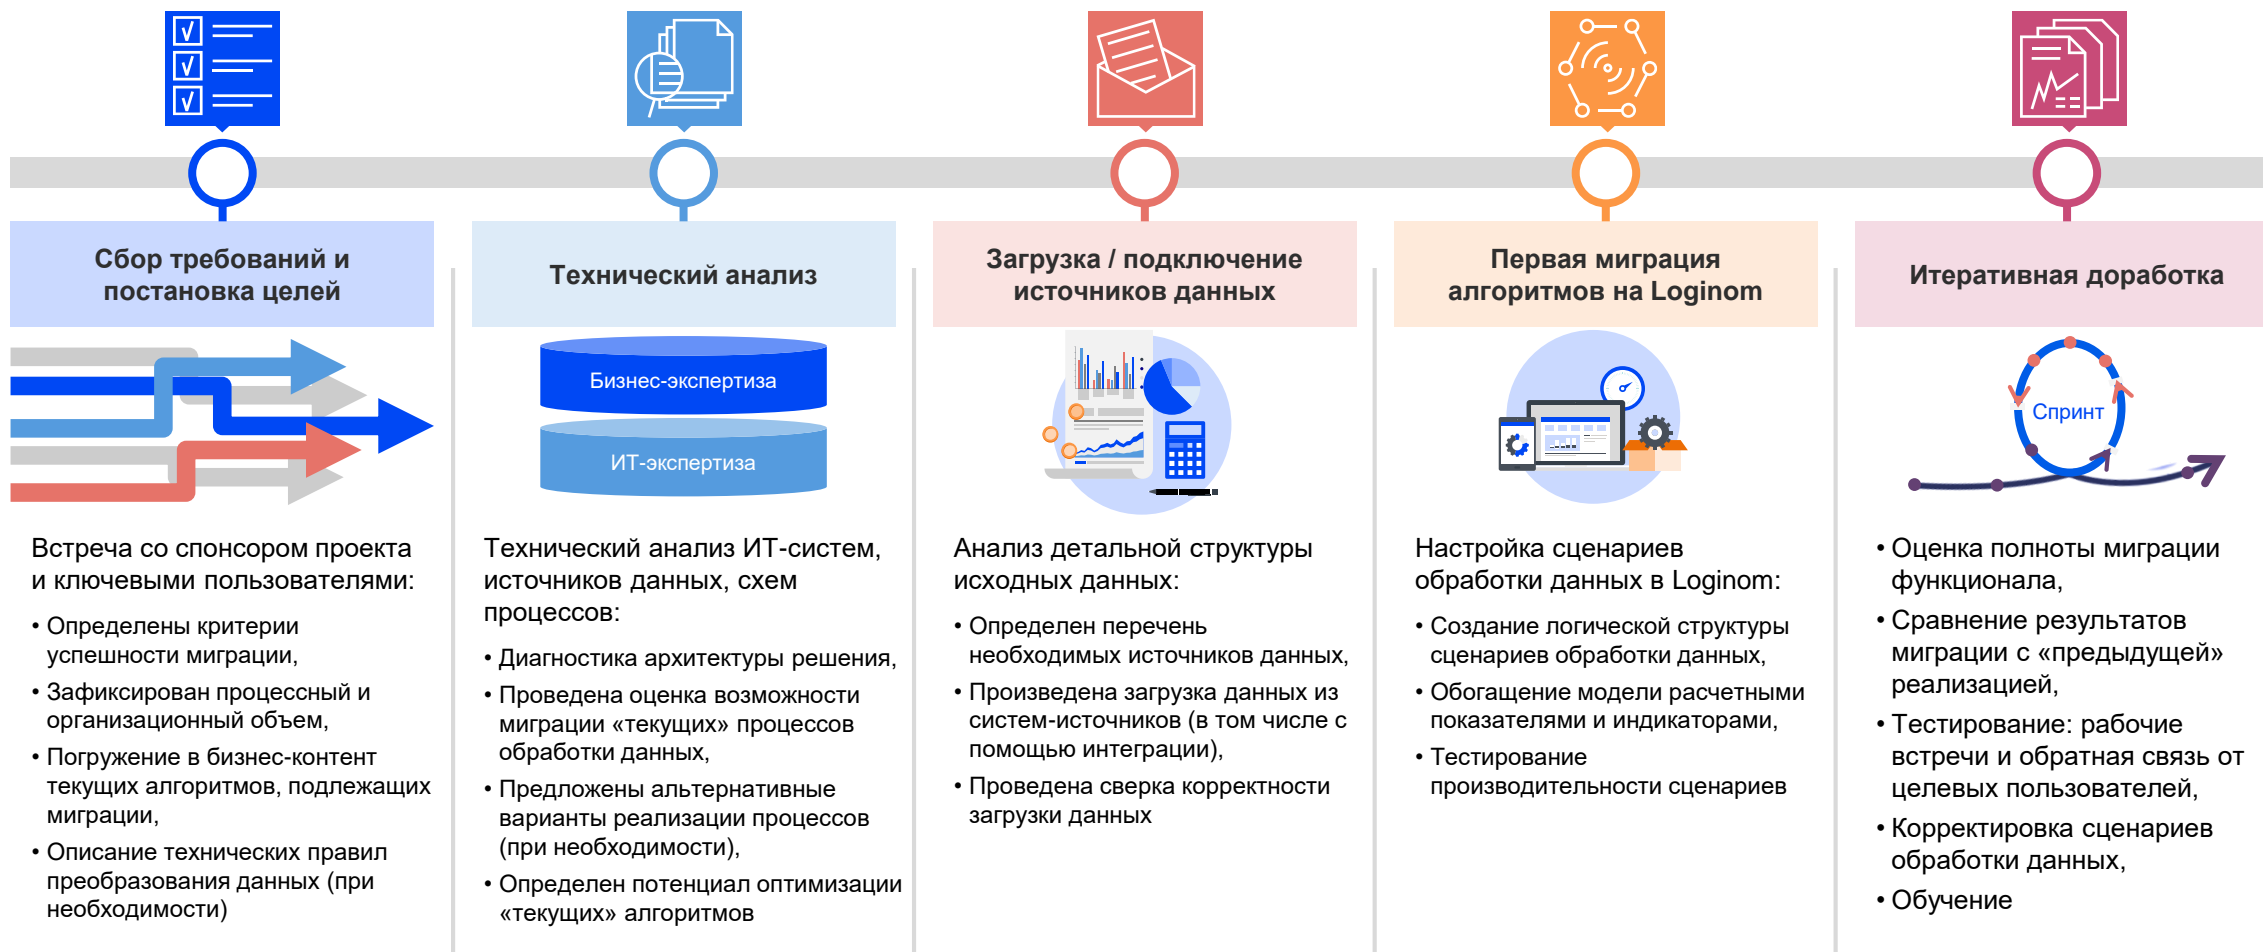 Сбор требований и
постановка целей
Бизнес-экспертиза
ИТ-экспертиза
Встреча со спонсором проекта
и ключевыми пользователями:
• Определены критерии
успешности миграции,
• Зафиксирован процессный и
организационный объем,
• Погружение в бизнес-контент
текущих алгоритмов, подлежащих
миграции,
• Описание технических правил
преобразования данных (при
необходимости)
Технический анализ
Технический анализ ИТ-систем,
источников данных, схем
процессов:
• Диагностика архитектуры решения,
• Проведена оценка возможности
миграции «текущих» процессов
обработки данных,
• Предложены альтернативные
варианты реализации процессов
(при необходимости),
• Определен потенциал оптимизации
«текущих» алгоритмов
Загрузка / подключение
источников данных
Анализ детальной структуры
исходных данных:
• Определен перечень
необходимых источников данных,
• Произведена загрузка данных из
систем-источников (в том числе с
помощью интеграции),
• Проведена сверка корректности
загрузки данных
Первая миграция
алгоритмов на Loginom
Настройка сценариев
обработки данных в Loginom:
• Создание логической структуры
сценариев обработки данных,
• Обогащение модели расчетными
показателями и индикаторами,
• Тестирование
производительности сценариев
Итеративная доработка
Спринт
• Оценка полноты миграции
функционала,
• Сравнение результатов
миграции с «предыдущей»
реализацией,
• Тестирование: рабочие
встречи и обратная связь от
целевых пользователей,
• Корректировка сценариев
обработки данных,
• Обучение